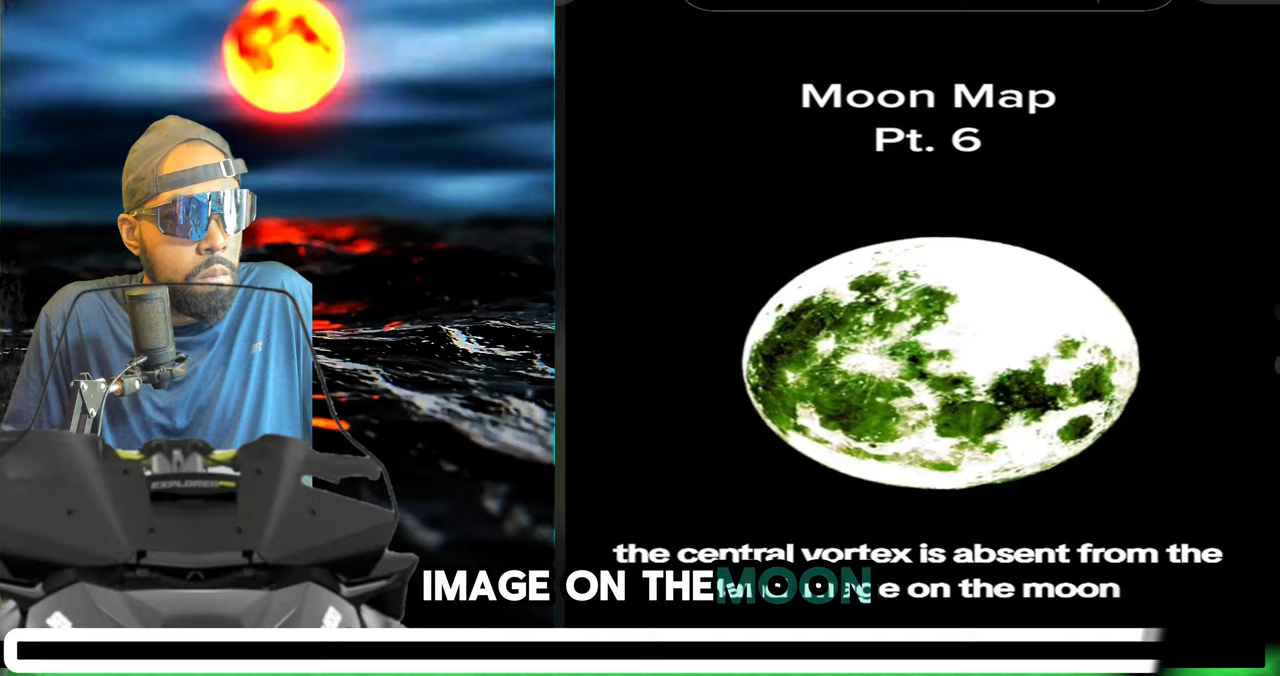 Moon Map
Pt. 6
the central vortex is absent from the
e on the moon
IMAGE ON THE MOON
EXPLORER